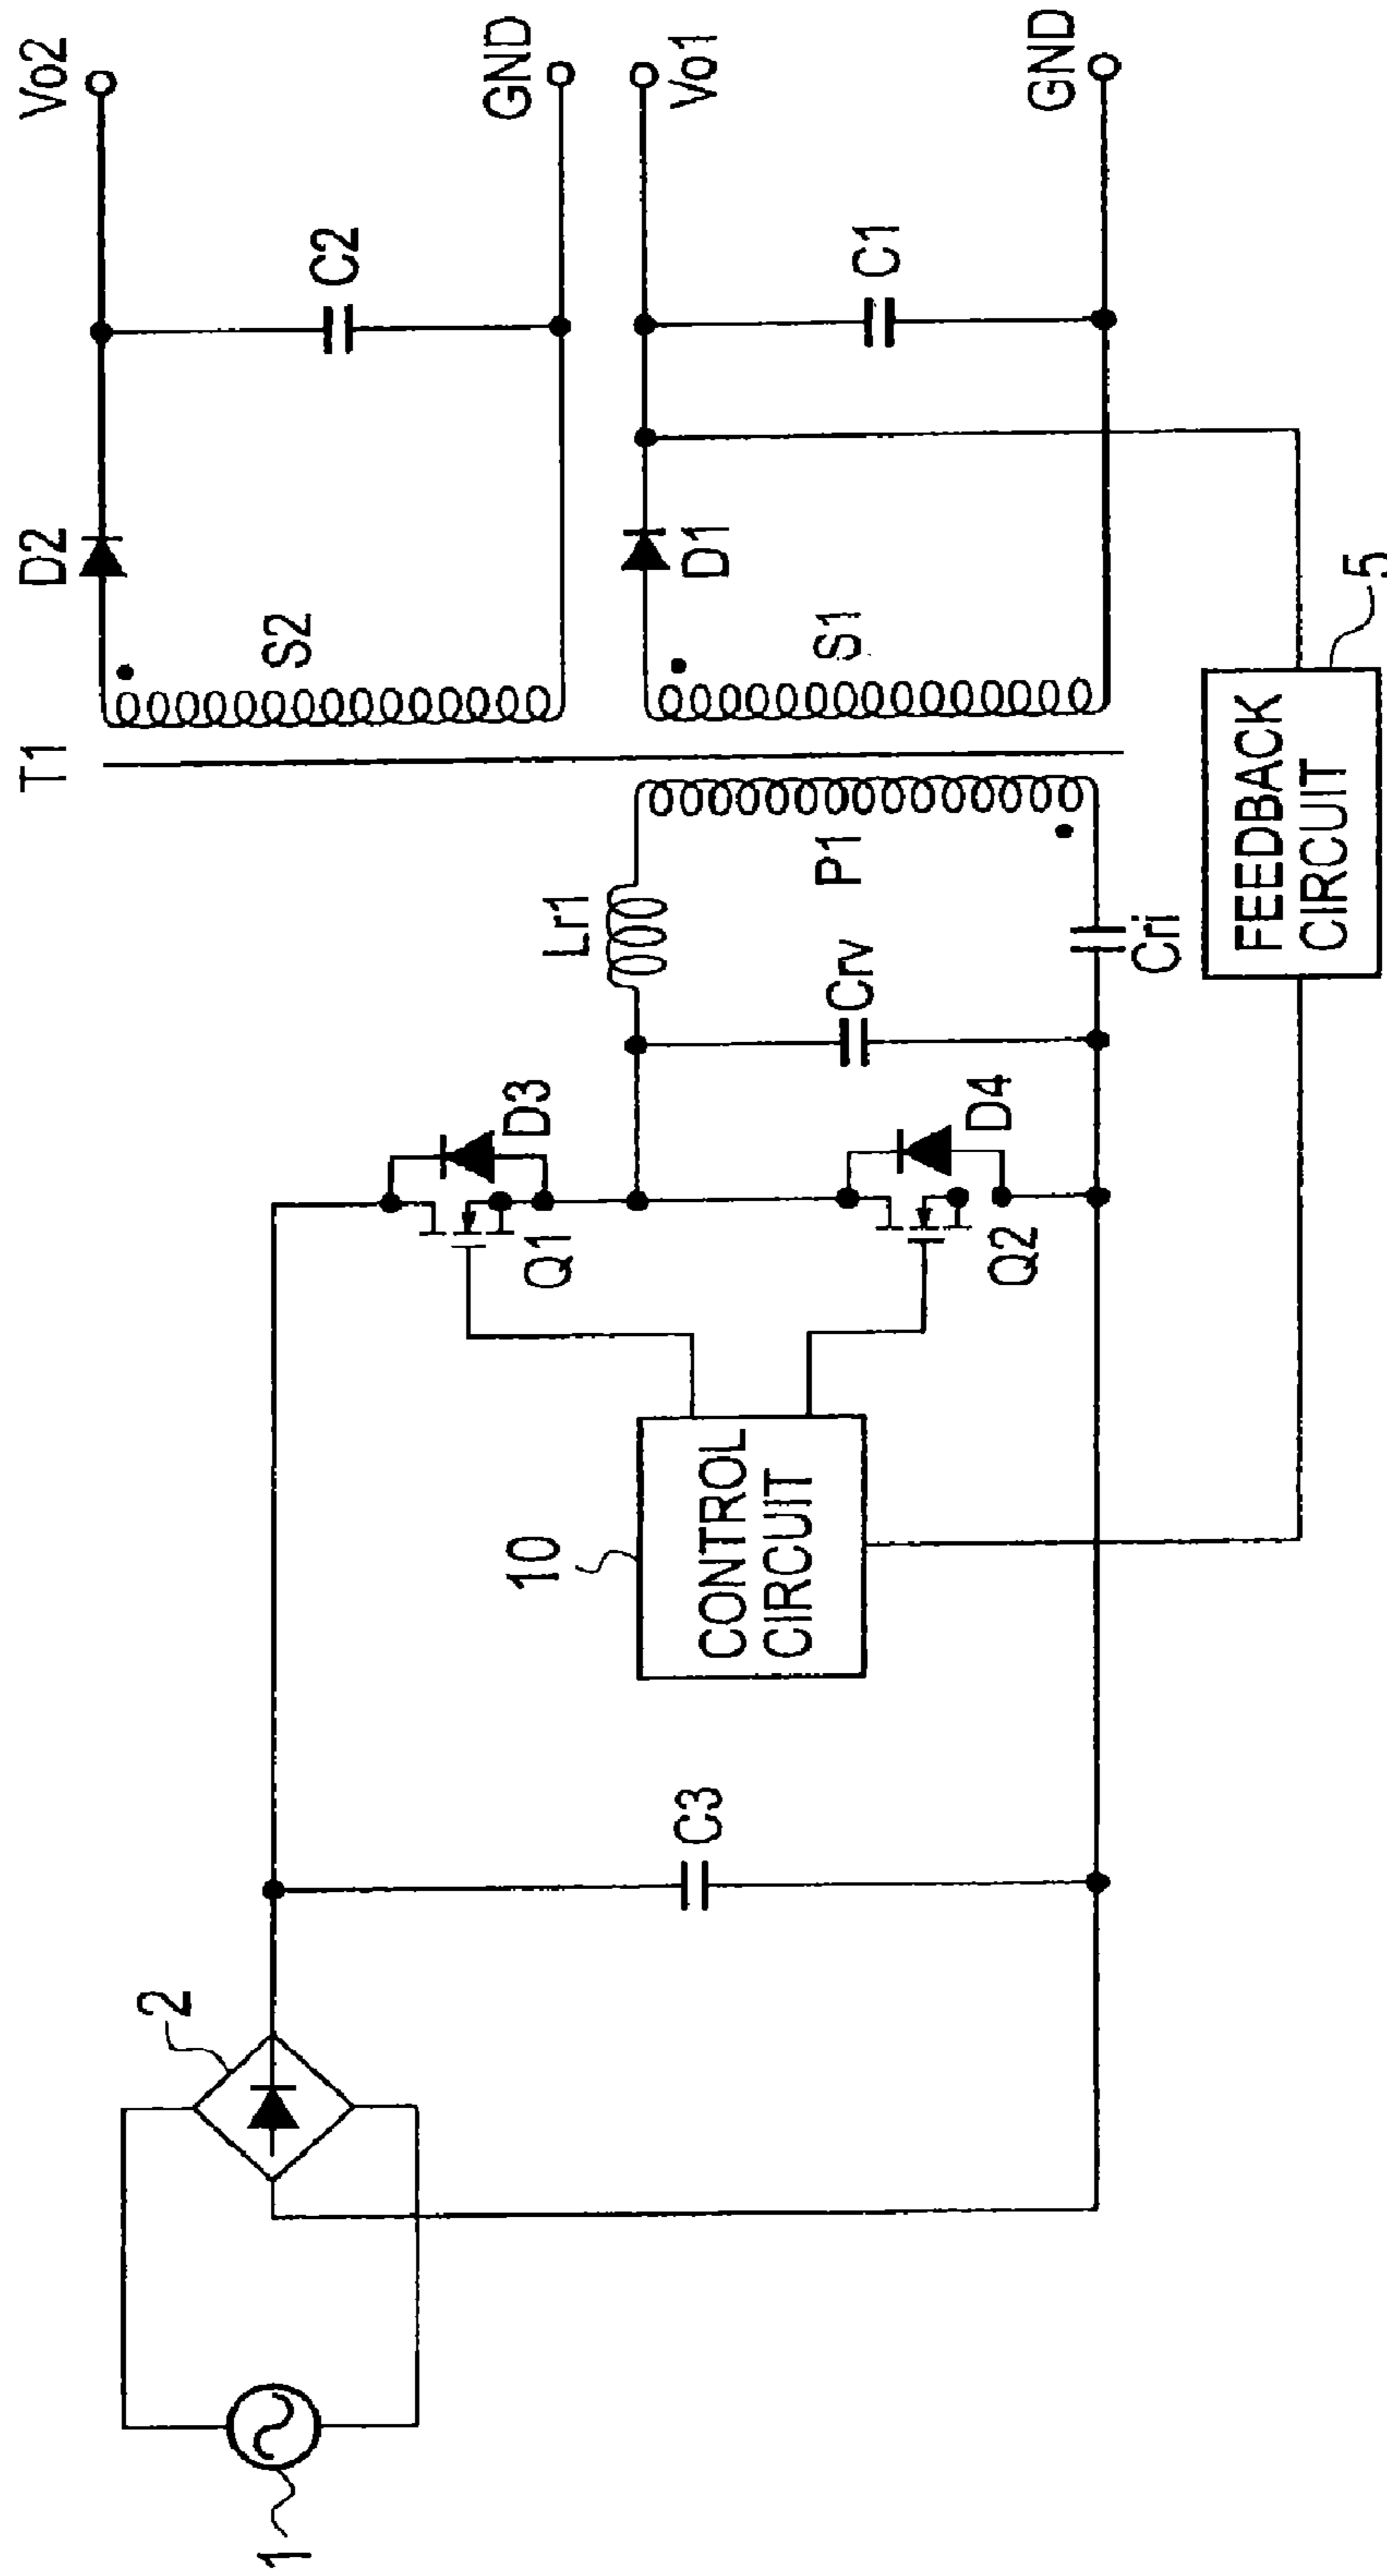 T1
D2
Vo2
S2
C2
GND
Vo1
D1
S1
C1
GND
Lr1
P1
Crv
Cri
D3
Q1
D4
Q2
10
CONTROL
CIRCUIT
C3
2
1
FEEDBACK
CIRCUIT
5